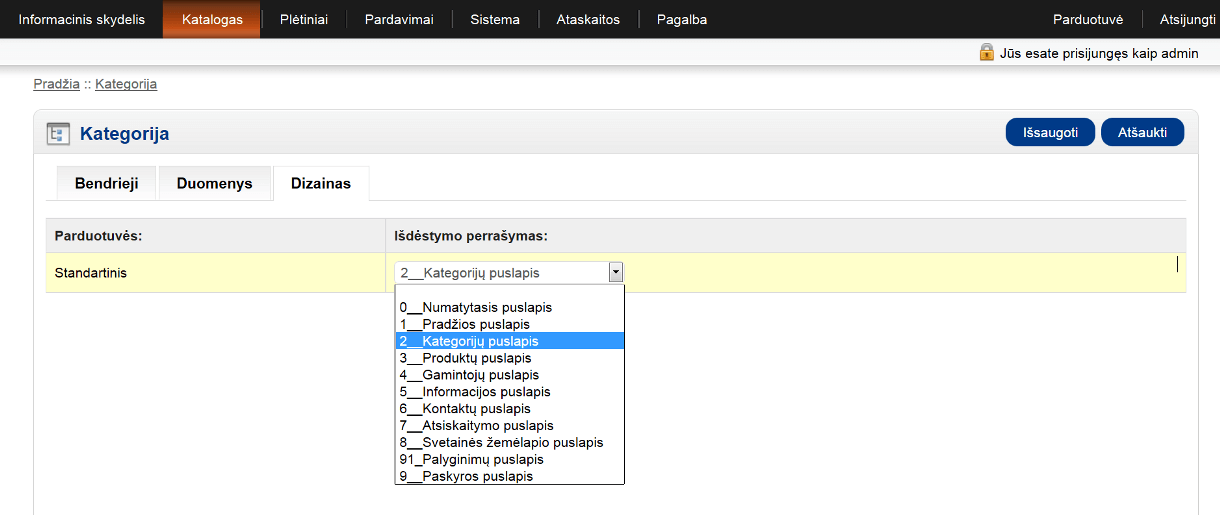 Informacinis skydelis Katalogas Plėtiniai Pardavimai Sistema Ataskaitos Pagalba Parduotuvė Atsijungti
Jūs esate prisijungęs kaip admin
Pradžia :: Kategorija
Kategorija Išsaugoti Atšaukti
Bendrieji Duomenys Dizainas
Parduotuvės: Išdėstymo perrašymas:
Standartinis 2__Kategorijų puslapis
0__Numatytasis puslapis
1__Pradžios puslapis
2__Kategorijų puslapis
3__Produktų puslapis
4__Gamintojų puslapis
5__Informacijos puslapis
6__Kontaktų puslapis
7__Atsiskaitymo puslapis
8__Svetainės žemėlapio puslapis
91_Palyginimų puslapis
9__Paskyros puslapis